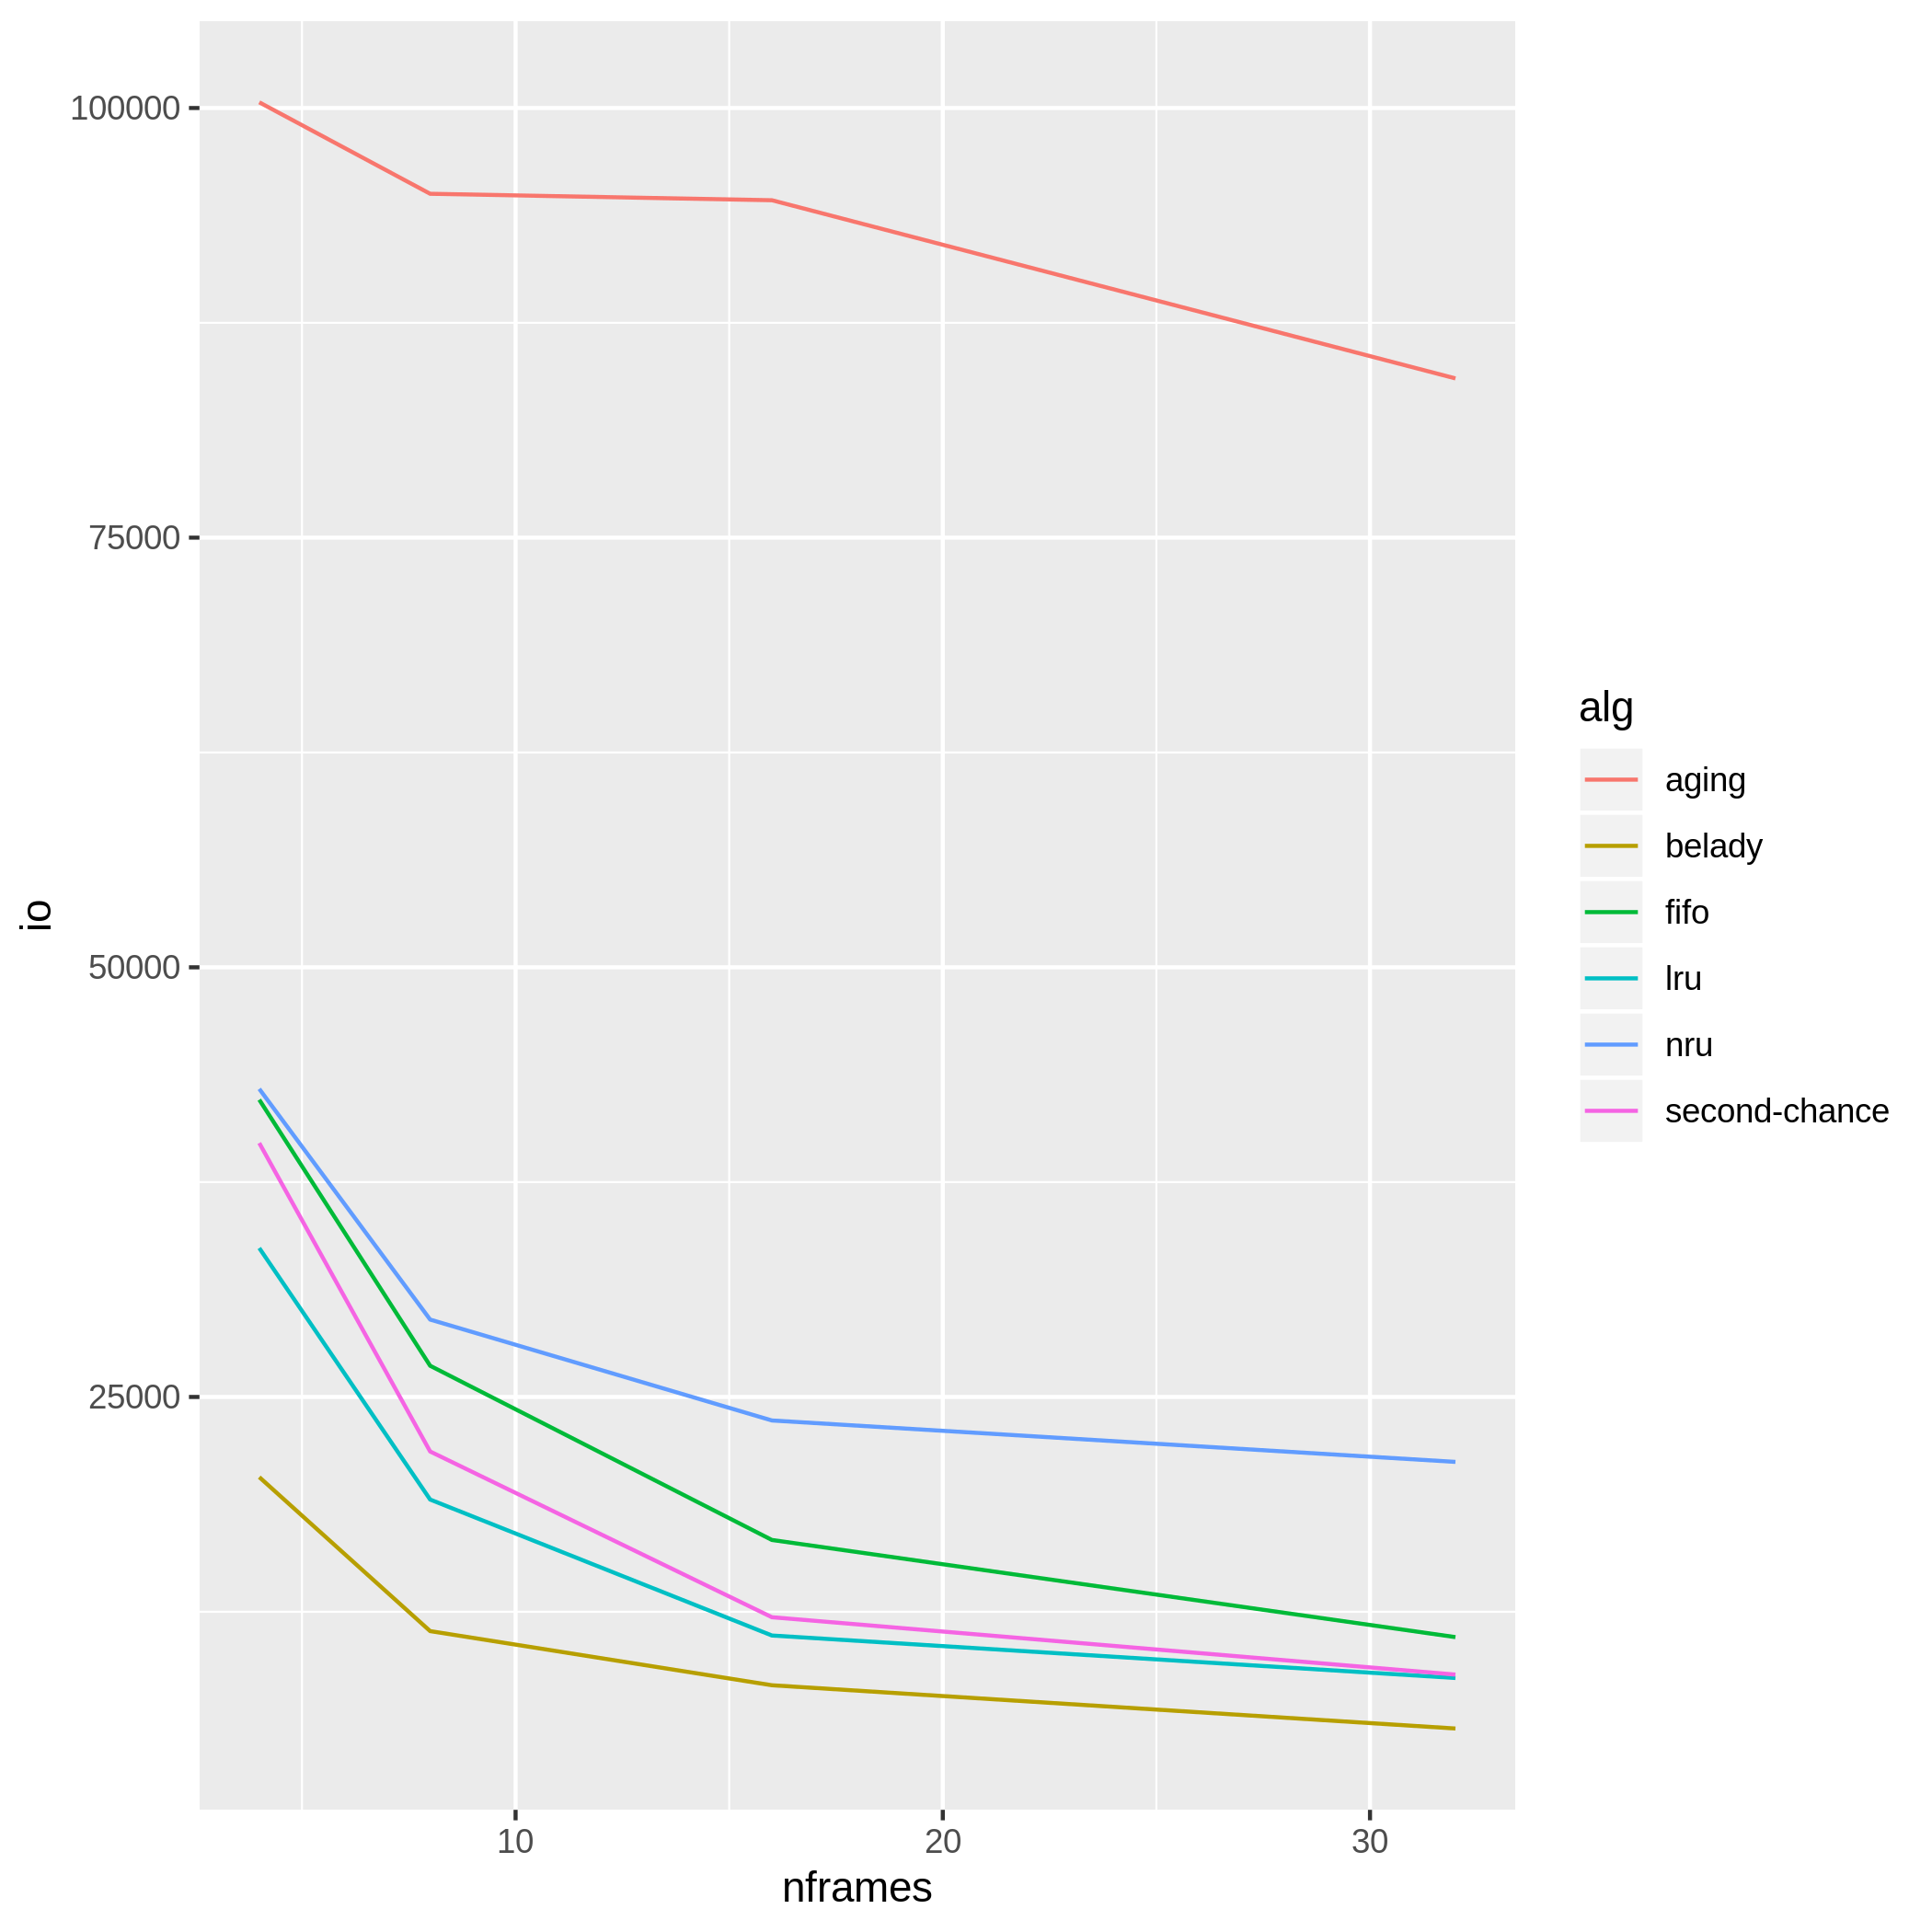 100000
75000
50000
25000
io
10
20
30
nframes
alg
aging
belady
fifo
lru
nru
second-chance